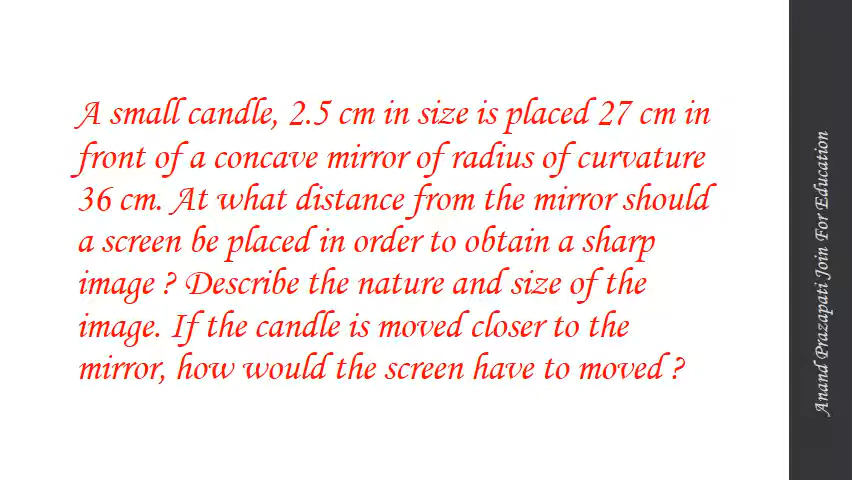 A small candle, 2.5 cm in size is placed 27 cm in
front of a concave mirror of radius of curvature
36 cm. At what distance from the mirror should
a screen be placed in order to obtain a sharp
image ? Describe the nature and size of the
image. If the candle is moved closer to the
mirror, how would the screen have to moved ?
Anand Prazapati Join For Education